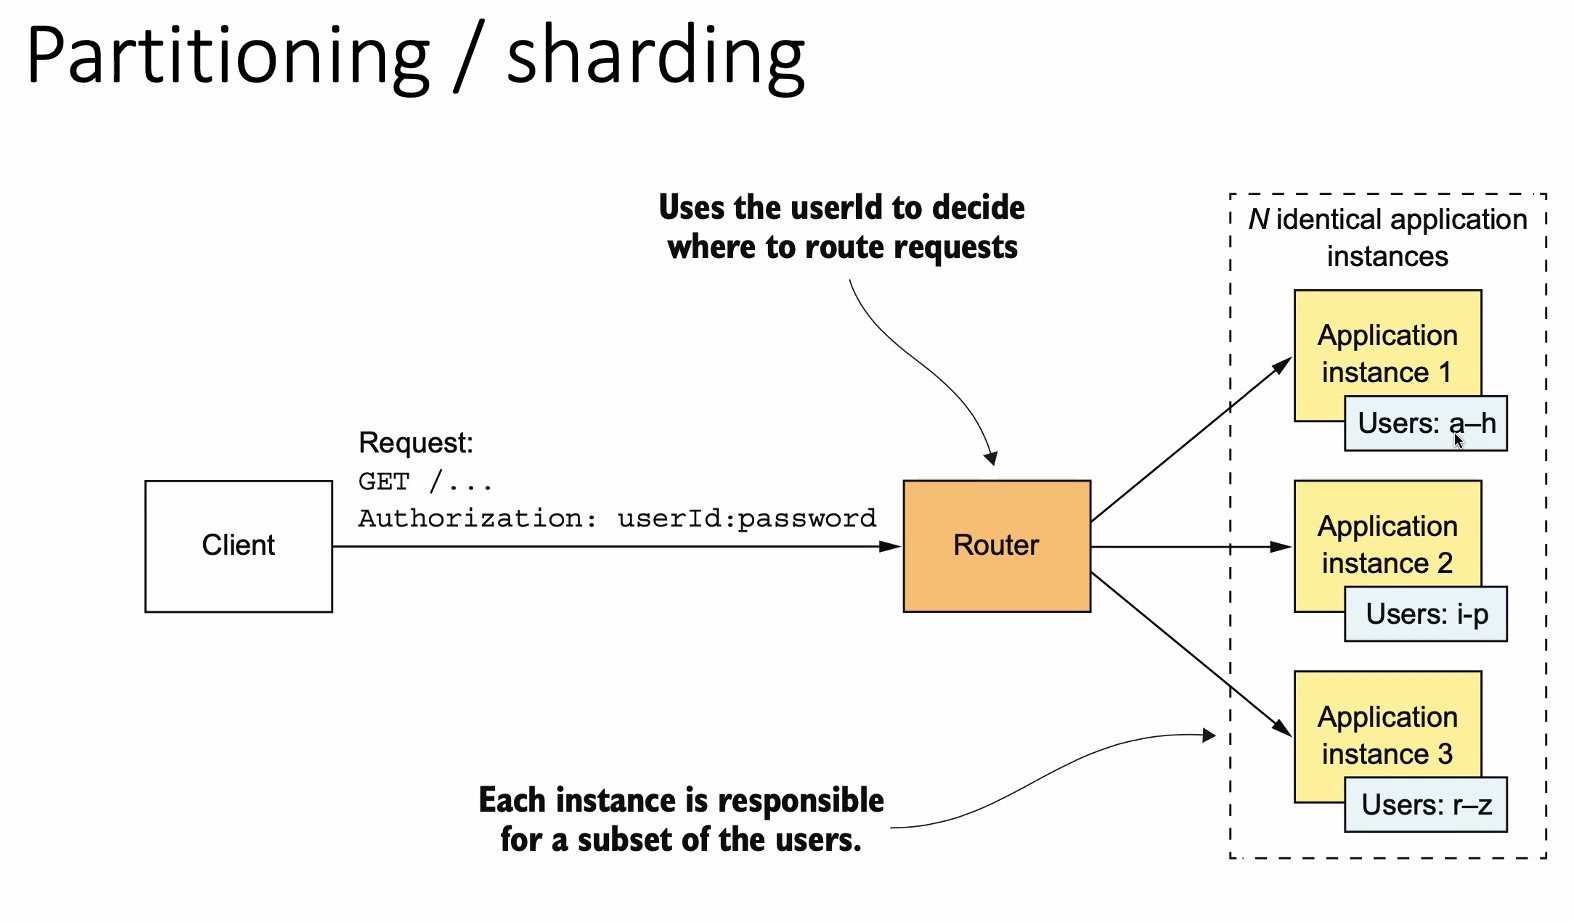 Partitioning / sharding
Uses the userId to decide
where to route requests
N identical application
instances
Application
instance 1
Users: a–h
Request:
GET /...
Authorization: userId:password
Client
Router
Application
instance 2
Users: i-p
Application
instance 3
Users: r–z
Each instance is responsible
for a subset of the users.